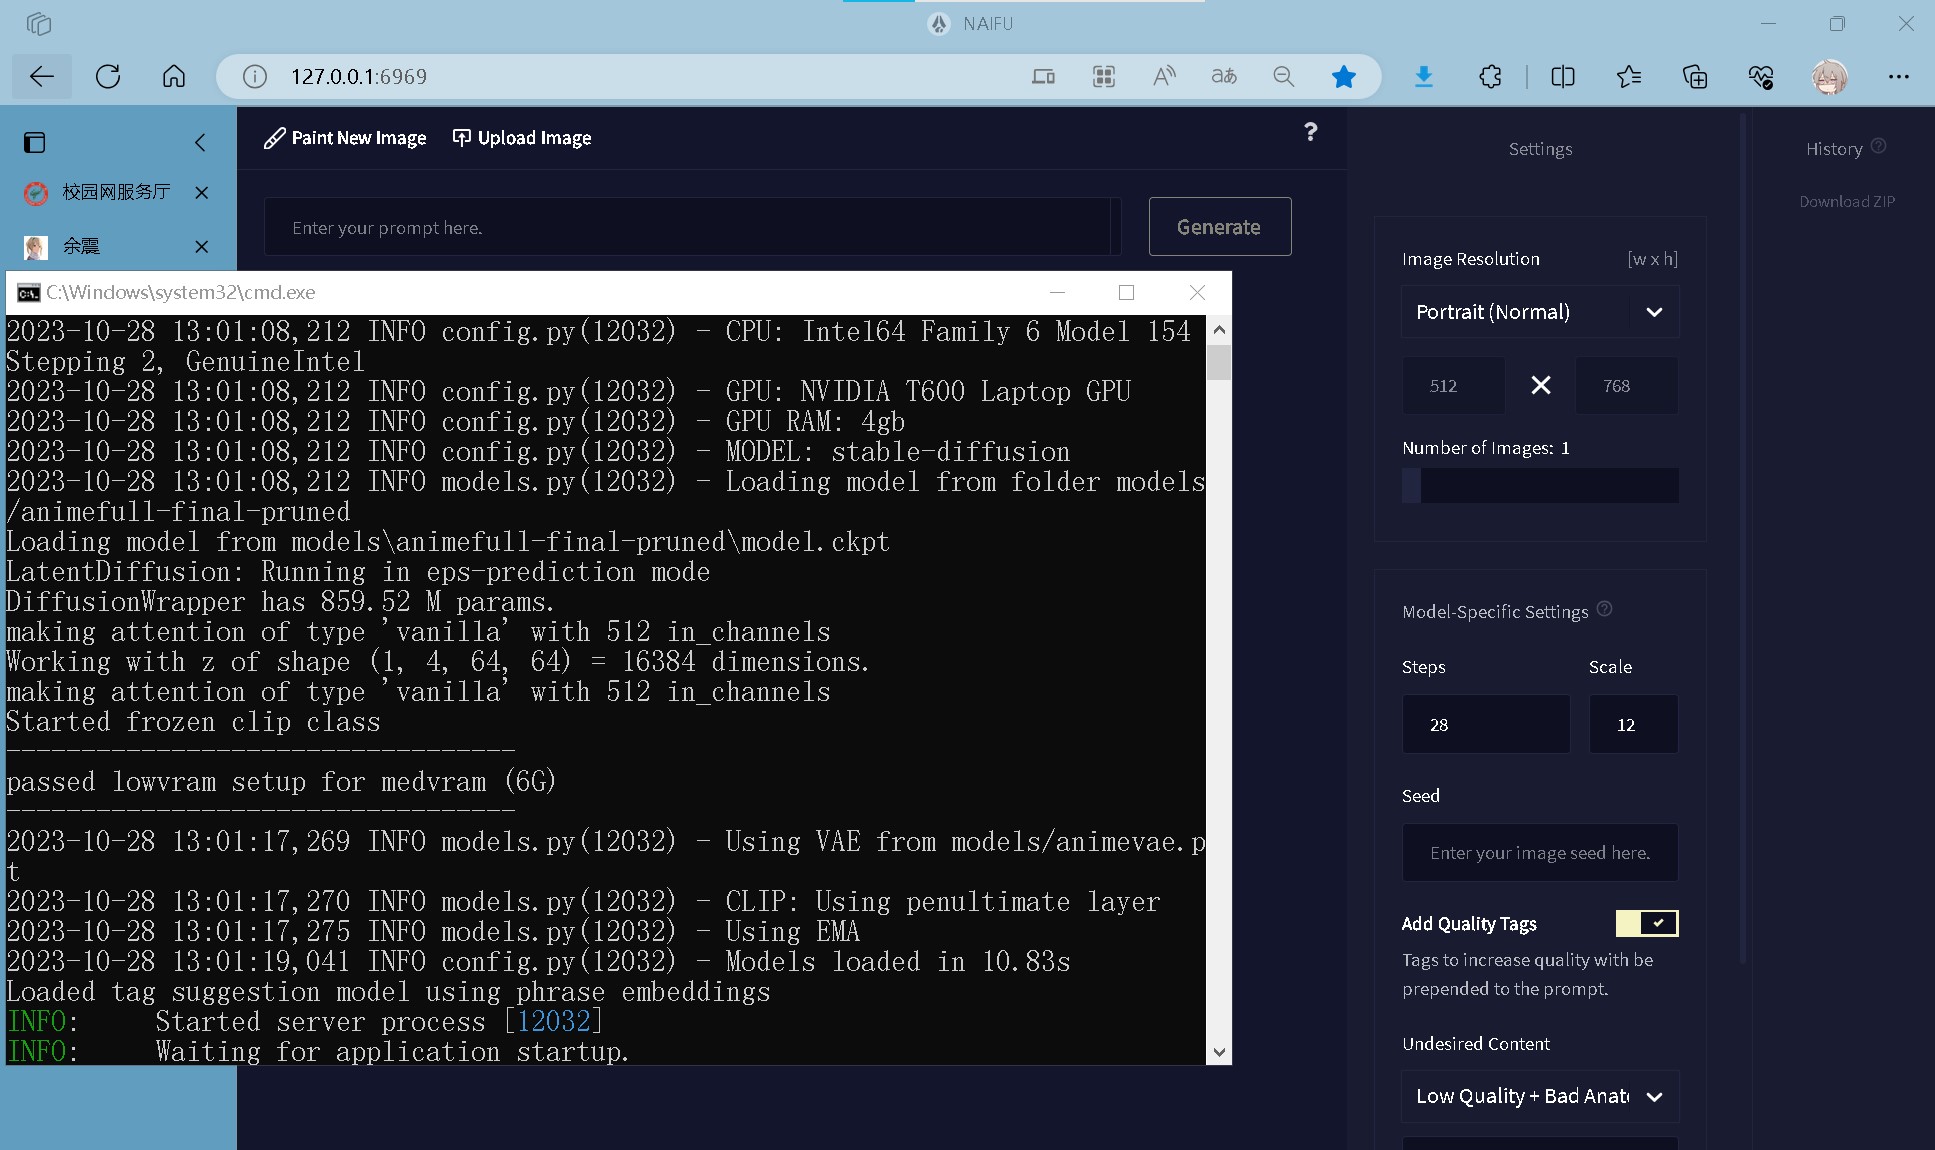 NAIFU
127.0.0.1:6969
校园网服务厅
余震
Paint New Image
Upload Image
?
Enter your prompt here.
Generate
C:\Windows\system32\cmd.exe
2023-10-28 13:01:08,212 INFO config.py(12032) - CPU: Intel64 Family 6 Model 154
Stepping 2, GenuineIntel
2023-10-28 13:01:08,212 INFO config.py(12032) - GPU: NVIDIA T600 Laptop GPU
2023-10-28 13:01:08,212 INFO config.py(12032) - GPU RAM: 4gb
2023-10-28 13:01:08,212 INFO config.py(12032) - MODEL: stable-diffusion
2023-10-28 13:01:08,212 INFO models.py(12032) - Loading model from folder models
/animefull-final-pruned
Loading model from models\animefull-final-pruned\model.ckpt
LatentDiffusion: Running in eps-prediction mode
DiffusionWrapper has 859.52 M params.
making attention of type 'vanilla' with 512 in_channels
Working with z of shape (1, 4, 64, 64) = 16384 dimensions.
making attention of type 'vanilla' with 512 in_channels
Started frozen clip class
----------------------------------
passed lowvram setup for medvram (6G)
----------------------------------
2023-10-28 13:01:17,269 INFO models.py(12032) - Using VAE from models/animevae.p
t
2023-10-28 13:01:17,270 INFO models.py(12032) - CLIP: Using penultimate layer
2023-10-28 13:01:17,275 INFO models.py(12032) - Using EMA
2023-10-28 13:01:19,041 INFO config.py(12032) - Models loaded in 10.83s
Loaded tag suggestion model using phrase embeddings
INFO:     Started server process [12032]
INFO:     Waiting for application startup.
Settings
Image Resolution [w x h]
Portrait (Normal)
512 × 768
Number of Images: 1
Model-Specific Settings
Steps Scale
28 12
Seed
Enter your image seed here.
Add Quality Tags
Tags to increase quality with be
prepended to the prompt.
Undesired Content
Low Quality + Bad Anat
History
Download ZIP